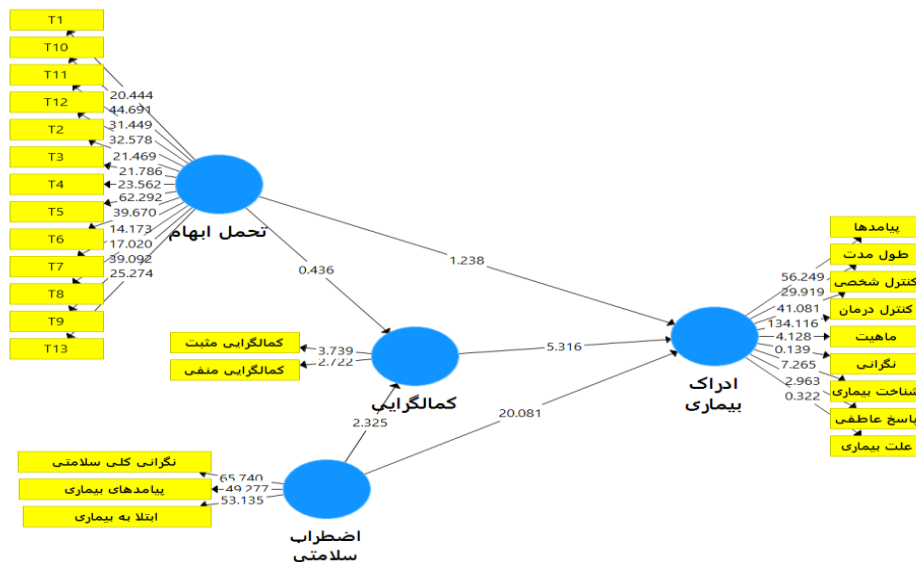 T1
T10
T11
T12
T2
T3
T4
T5
T6
T7
T8
T9
T13
20.444
44.691
31.449
32.578
21.469
21.786
23.562
62.292
39.670
14.173
17.020
39.092
25.274
تحمل ابهام
1.238
0.436
کمالگرایی مثبت
کمالگرایی منفی
3.739
2.722
کمالگرایی
5.316
2.325
20.081
نگرانی کلی سلامتی
پیامدهای بیماری
ابتلا به بیماری
65.740
49.277
53.135
اضطراب
سلامتی
ادراک
بیماری
56.249
29.919
41.081
134.116
4.128
0.139
7.265
2.963
0.322
پیامدها
طول مدت
کنترل شخصی
کنترل درمان
ماهیت
نگرانی
شناخت بیماری
پاسخ عاطفی
علت بیماری